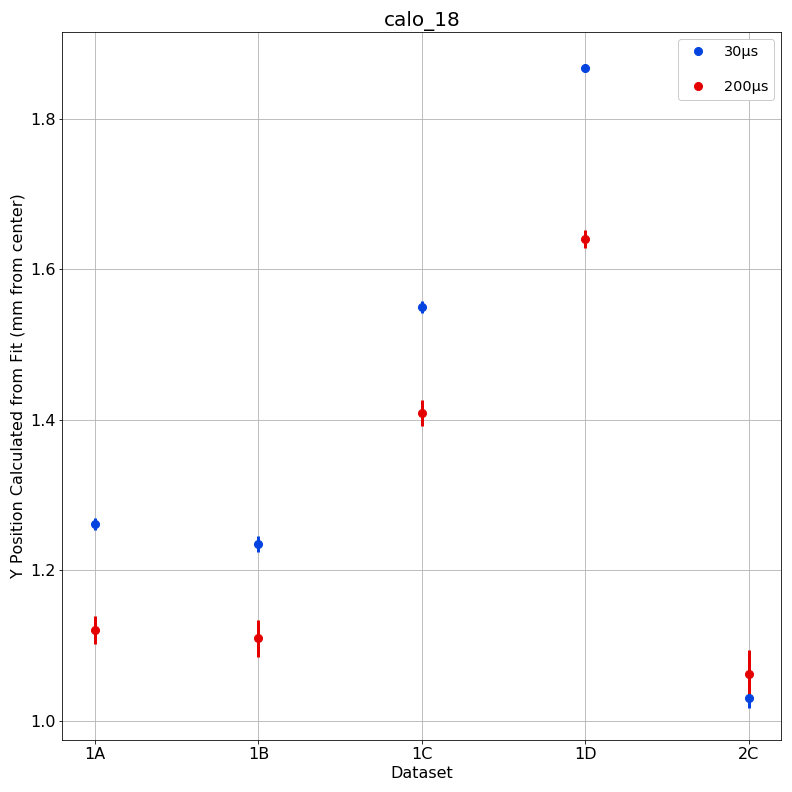 calo_18
30μs
200μs
Y Position Calculated from Fit (mm from center)
1.8
1.6
1.4
1.2
1.0
1A 1B 1C 1D 2C
Dataset